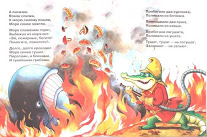 А лисички
Взяли спички,
К морю синему пошли,
Море синее зажгли.
Море пламенем горит,
Выбежал из моря кит:
«Эй, пожарные, бегите!
Помогите, помогите!»
Долго, долго крокодил
Море синее тушил
Пирогами, и блинами,
И сушёными грибами.
Прибегали два курчонка,
Поливали из бочонка.
Приплывали два ерша,
Поливали из ковша.
Прибегали лягушата,
Поливали из ушата.
Тушат, тушат — не потушат,
Заливают — не зальют.